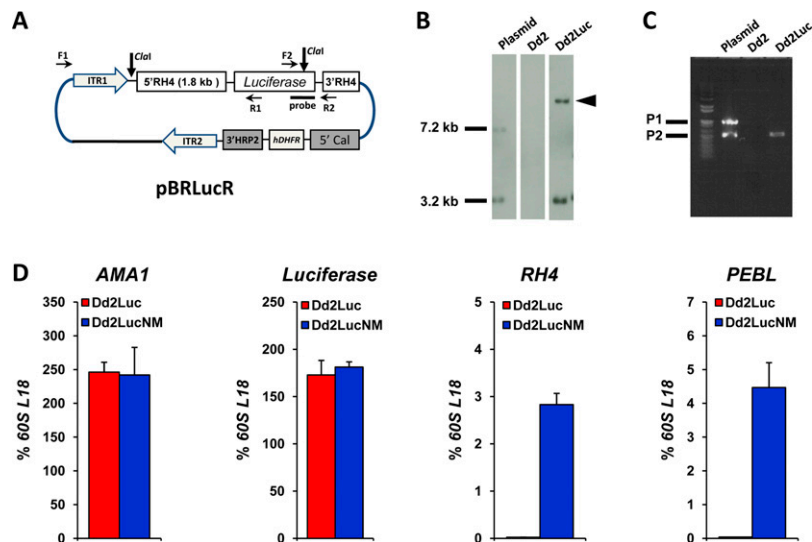 A
F1
ClaI
F2
ClaI
ITR1
5'RH4 (1.8 kb )
Luciferase
3'RH4
R1
probe
R2
ITR2
3'HRP2
hDHFR
5' Cal
pBRLucR
B
Plasmid
Dd2
Dd2Luc
7.2 kb
3.2 kb
C
Plasmid
Dd2
Dd2Luc
P1
P2
D
AMA1
% 60S L18
350
300
250
200
150
100
50
0
Dd2Luc
Dd2LucNM
Luciferase
% 60S L18
250
200
150
100
50
0
Dd2Luc
Dd2LucNM
RH4
% 60S L18
5
4
3
2
1
0
Dd2Luc
Dd2LucNM
PEBL
% 60S L18
7
6
5
4
3
2
1
0
Dd2Luc
Dd2LucNM